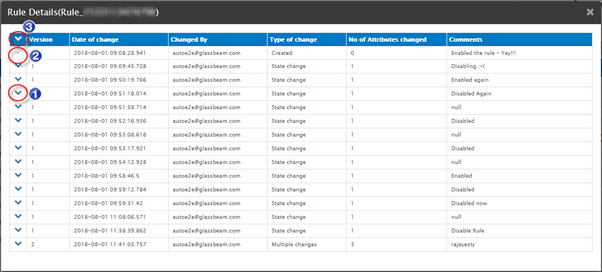 Rule Details(Rule_ )
3
Version Date of change Changed By Type of change No of Attributes changed Comments
2 2018-08-01 09:08:28.941 autoe2e@glassbeam.com Created 0 Enabled the rule - Yay!!!
1 2018-08-01 09:09:45.728 autoe2e@glassbeam.com State change 1 Disabling :-(
1 2018-08-01 09:50:19.766 autoe2e@glassbeam.com State change 1 Enabled again
1 2018-08-01 09:51:18.014 autoe2e@glassbeam.com State change 1 Disabled Again
1 2018-08-01 09:51:58.714 autoe2e@glassbeam.com State change 1 null
1 2018-08-01 09:52:16.936 autoe2e@glassbeam.com State change 1 Disabled
1 2018-08-01 09:53:08.618 autoe2e@glassbeam.com State change 1 null
1 2018-08-01 09:53:17.921 autoe2e@glassbeam.com State change 1 Disabled
1 2018-08-01 09:54:12.928 autoe2e@glassbeam.com State change 1 null
1 2018-08-01 09:58:46.5 autoe2e@glassbeam.com State change 1 Enabled
1 2018-08-01 09:59:12.784 autoe2e@glassbeam.com State change 1 Disabled
1 2018-08-01 09:59:31.42 autoe2e@glassbeam.com State change 1 Disabled now
1 2018-08-01 11:08:06.571 autoe2e@glassbeam.com State change 1 null
1 2018-08-01 11:38:39.862 autoe2e@glassbeam.com State change 1 Disable Rule
2 2018-08-01 11:41:03.757 autoe2e@glassbeam.com Multiple changes 3 rajayesty